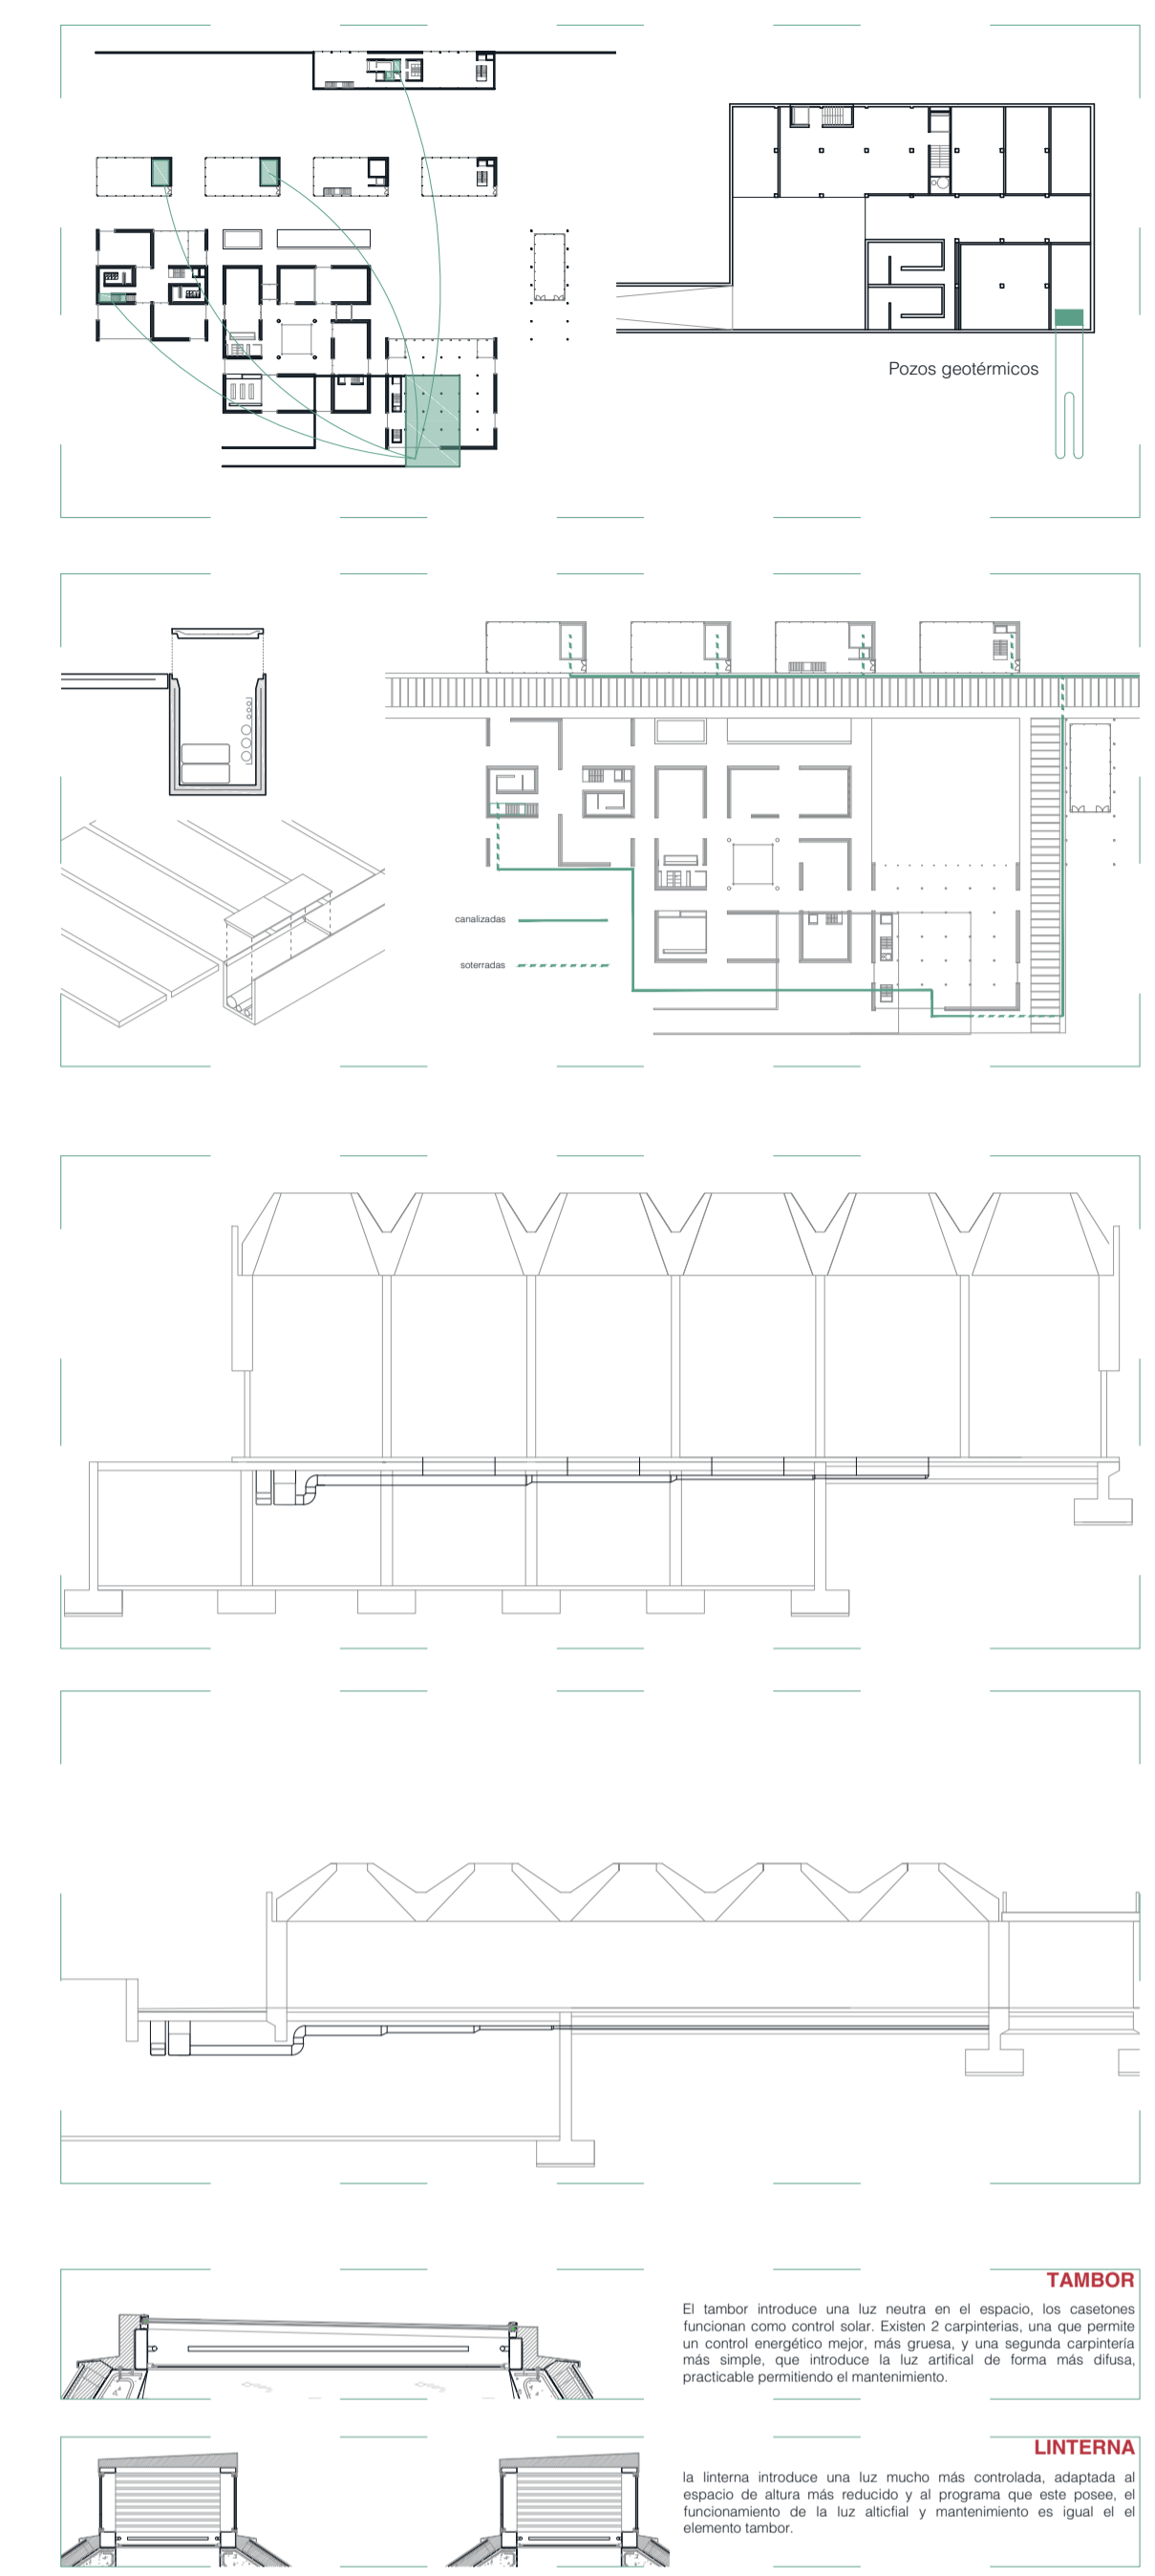 Pozos geotérmicos
canalizadas
soterradas
TAMBOR
El tambor introduce una luz neutra en el espacio, los casetones
funcionan como control solar. Existen 2 carpinterias, una que permite
un control energético mejor, más gruesa, y una segunda carpintería
más simple, que introduce la luz artifical de forma más difusa,
practicable permitiendo el mantenimiento.
LINTERNA
la linterna introduce una luz mucho más controlada, adaptada al
espacio de altura más reducido y al programa que este posee, el
funcionamiento de la luz alticfial y mantenimiento es igual el el
elemento tambor.